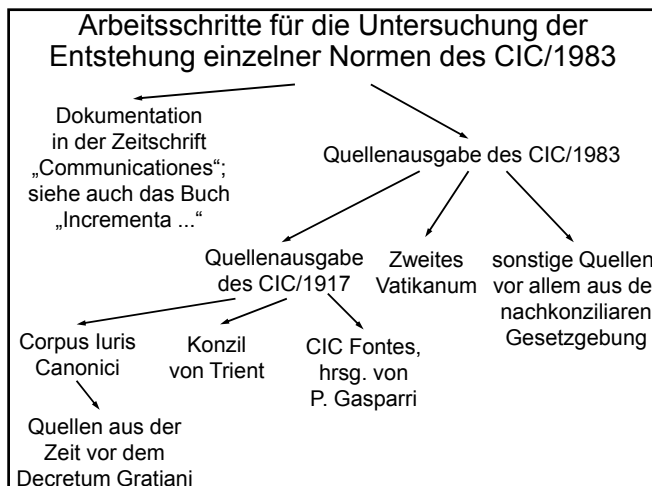 Arbeitsschritte für die Untersuchung der
Entstehung einzelner Normen des CIC/1983
Dokumentation
in der Zeitschrift
„Communicationes“;
siehe auch das Buch
„Incrementa ...“
Quellenausgabe des CIC/1983
Quellenausgabe
des CIC/1917
Zweites
Vatikanum
sonstige Quellen
vor allem aus der
nachkonziliaren
Gesetzgebung
Corpus Iuris
Canonici
Konzil
von Trient
CIC Fontes,
hrsg. von
P. Gasparri
Quellen aus der
Zeit vor dem
Decretum Gratiani